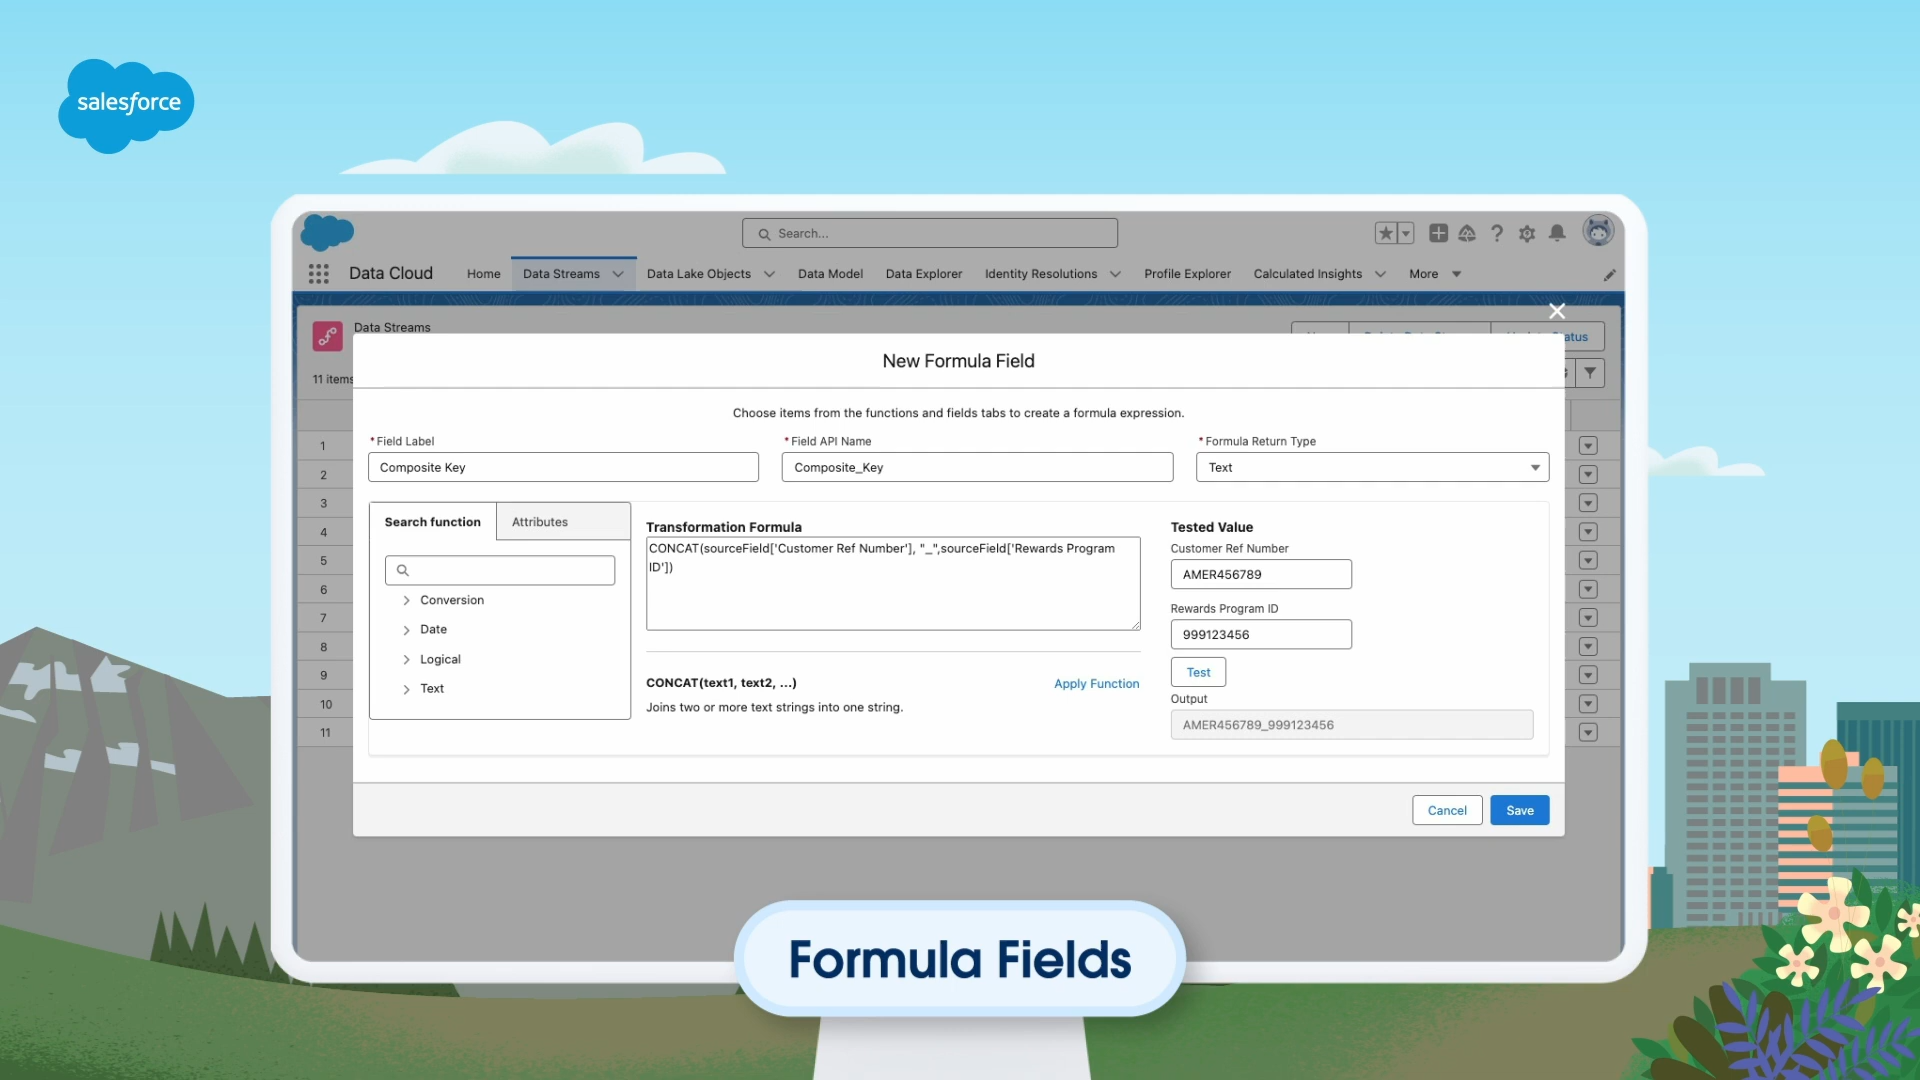 salesforce
Search...
Data Cloud
Home
Data Streams
Data Lake Objects
Data Model
Data Explorer
Identity Resolutions
Profile Explorer
Calculated Insights
More
Data Streams
11 items
New Formula Field
Choose items from the functions and fields tabs to create a formula expression.
*Field Label
*Field API Name
*Formula Return Type
Composite Key
Composite_Key
Text
Search function
Attributes
Conversion
Date
Logical
Text
Transformation Formula
CONCAT(sourceField['Customer Ref Number'], "_",sourceField['Rewards Program
ID'])
CONCAT(text1, text2, ...)
Apply Function
Joins two or more text strings into one string.
Tested Value
Customer Ref Number
AMER456789
Rewards Program ID
999123456
Test
Output
AMER456789_999123456
Cancel
Save
1
2
3
4
5
6
7
8
9
10
11
Formula Fields